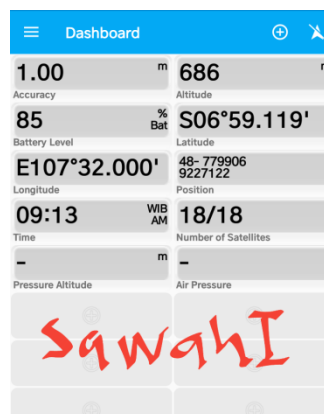 Dashboard
1.00 m
Accuracy
686
Altitude
85 % Bat
Battery Level
S06°59.119'
Latitude
E107°32.000'
Longitude
48- 779906
9227122
Position
09:13 WIB AM
Time
18/18
Number of Satellites
- m
Pressure Altitude
-
Air Pressure
SawahI